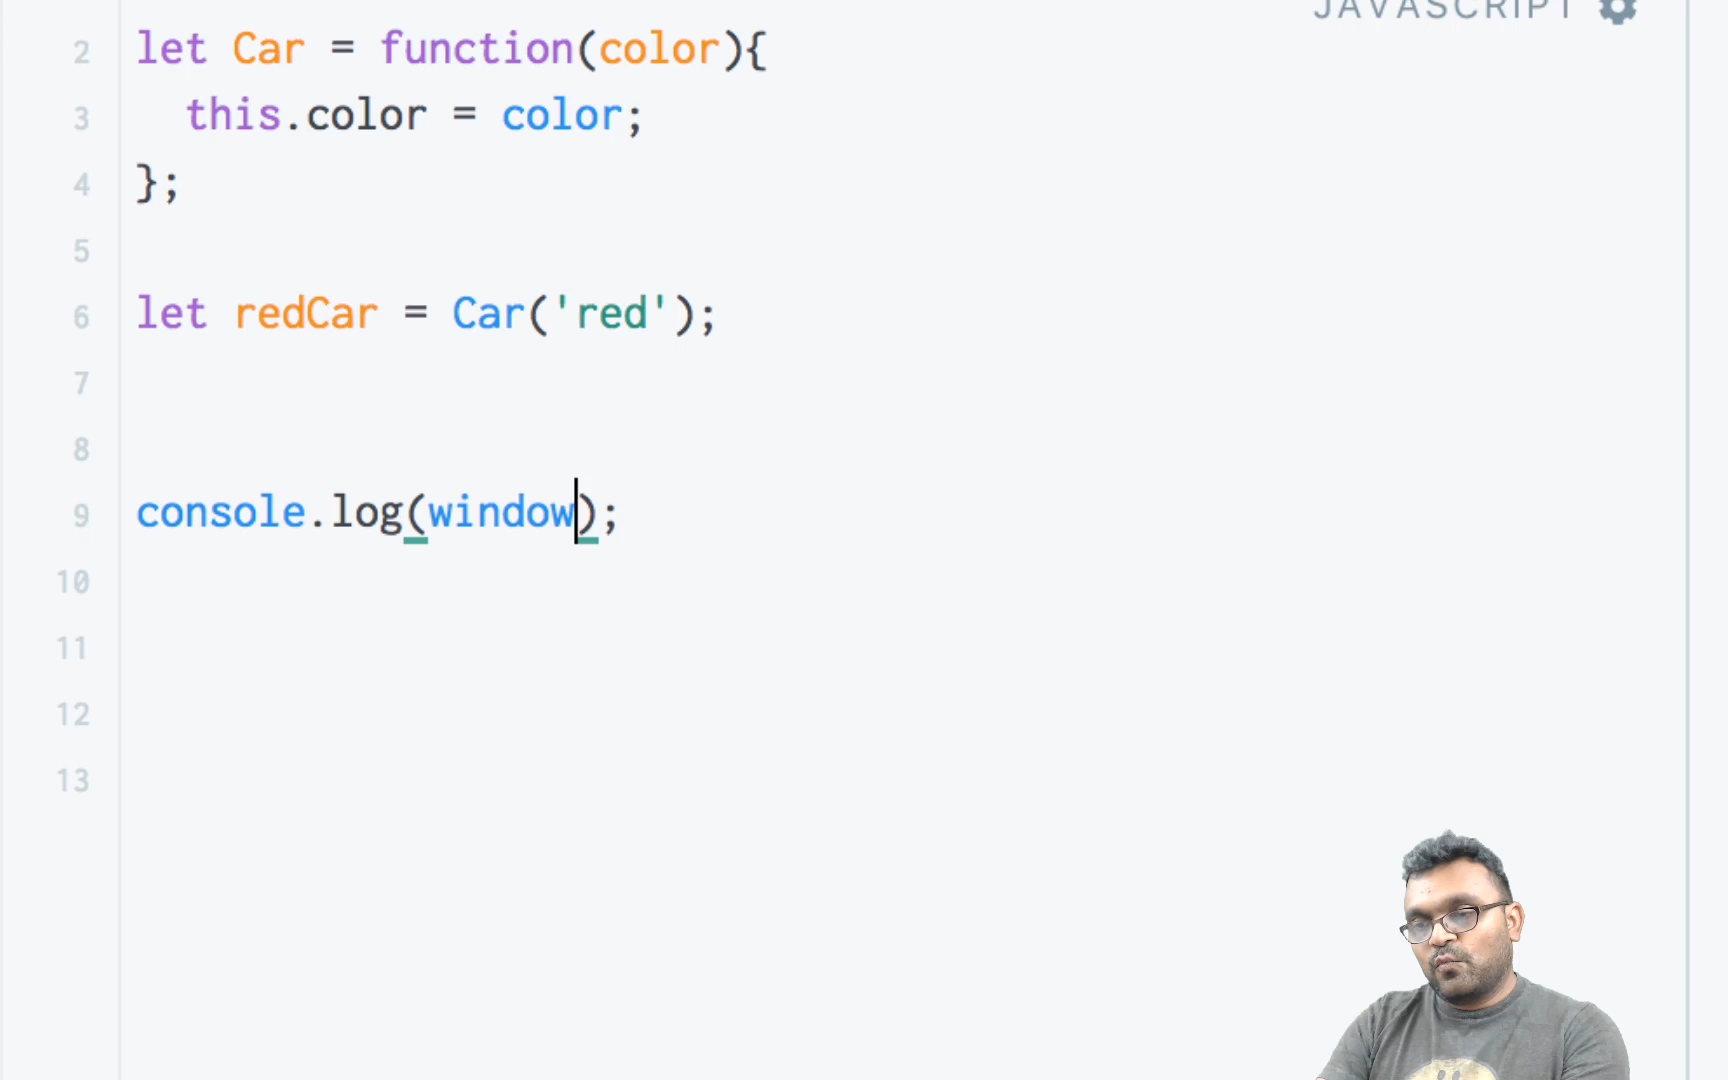 JAVASCRIPT
2 let Car = function(color){
3 this.color = color;
4 };
5
6 let redCar = Car('red');
7
8
9 console.log(window);
10
11
12
13